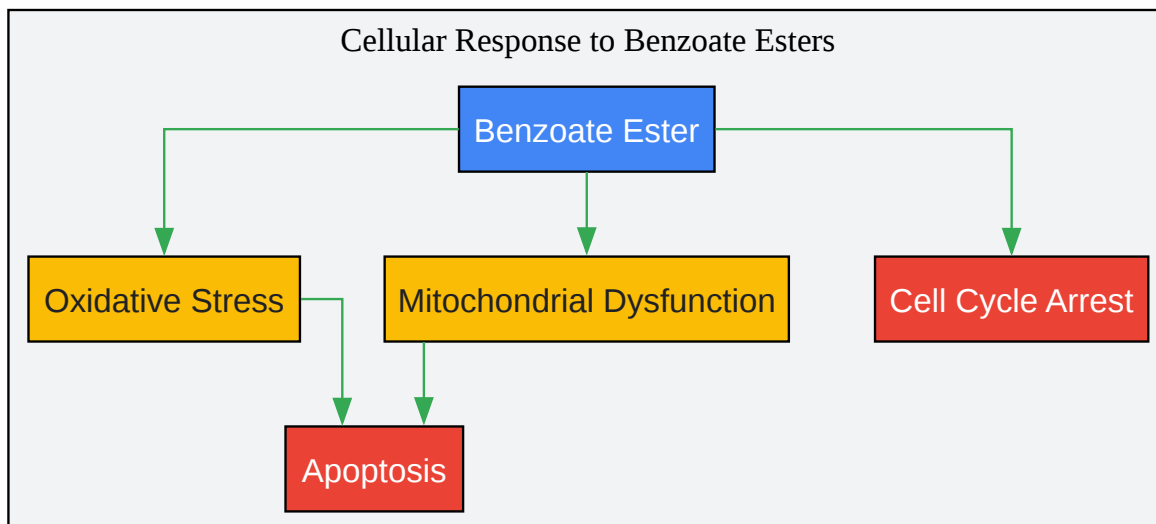 Cellular Response to Benzoate Esters
Benzoate Ester
Oxidative Stress
Mitochondrial Dysfunction
Cell Cycle Arrest
Apoptosis